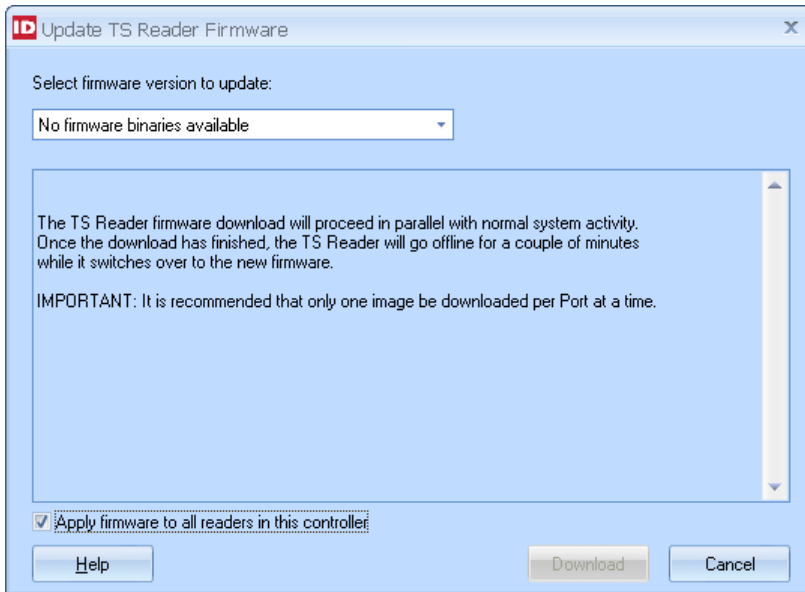 ID Update TS Reader Firmware
Select firmware version to update:
No firmware binaries available
The TS Reader firmware download will proceed in parallel with normal system activity.
Once the download has finished, the TS Reader will go offline for a couple of minutes
while it switches over to the new firmware.
IMPORTANT: It is recommended that only one image be downloaded per Port at a time.
Apply firmware to all readers in this controller
Help Download Cancel